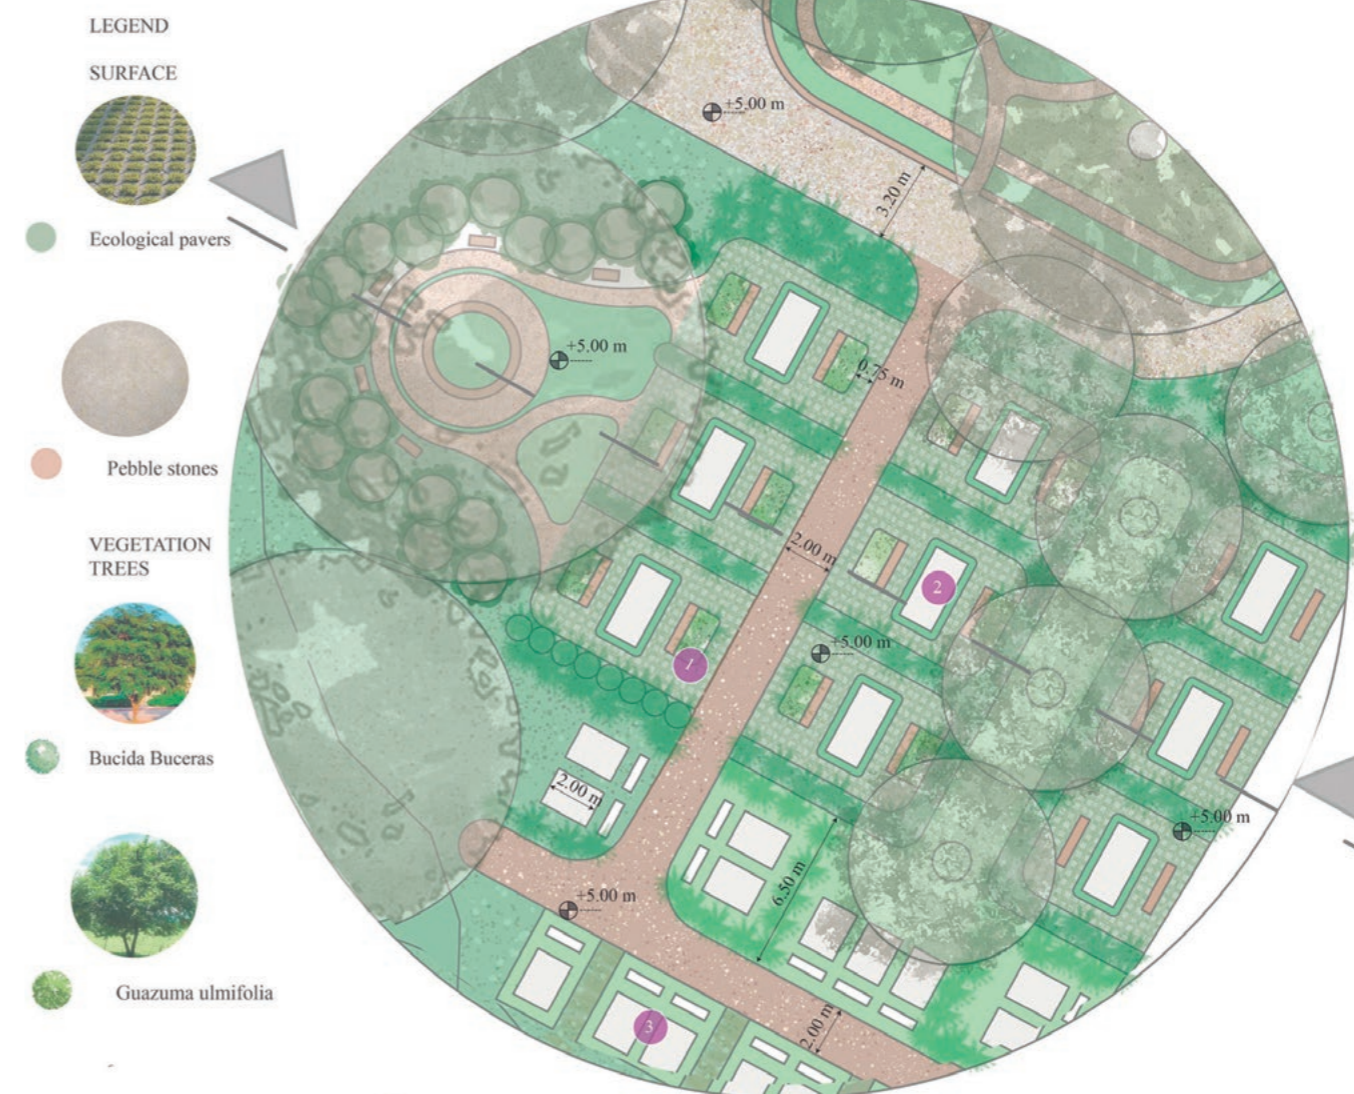 LEGEND
SURFACE
Ecological pavers
Pebble stones
VEGETATION
TREES
Bucida Buceras
Guazuma ulmifolia
+5.00 m
3.20 m
+5.00 m
0.75 m
2.00 m
2
+5.00 m
1
2.00 m
+5.00 m
6.50 m
+5.00 m
3
2.00 m